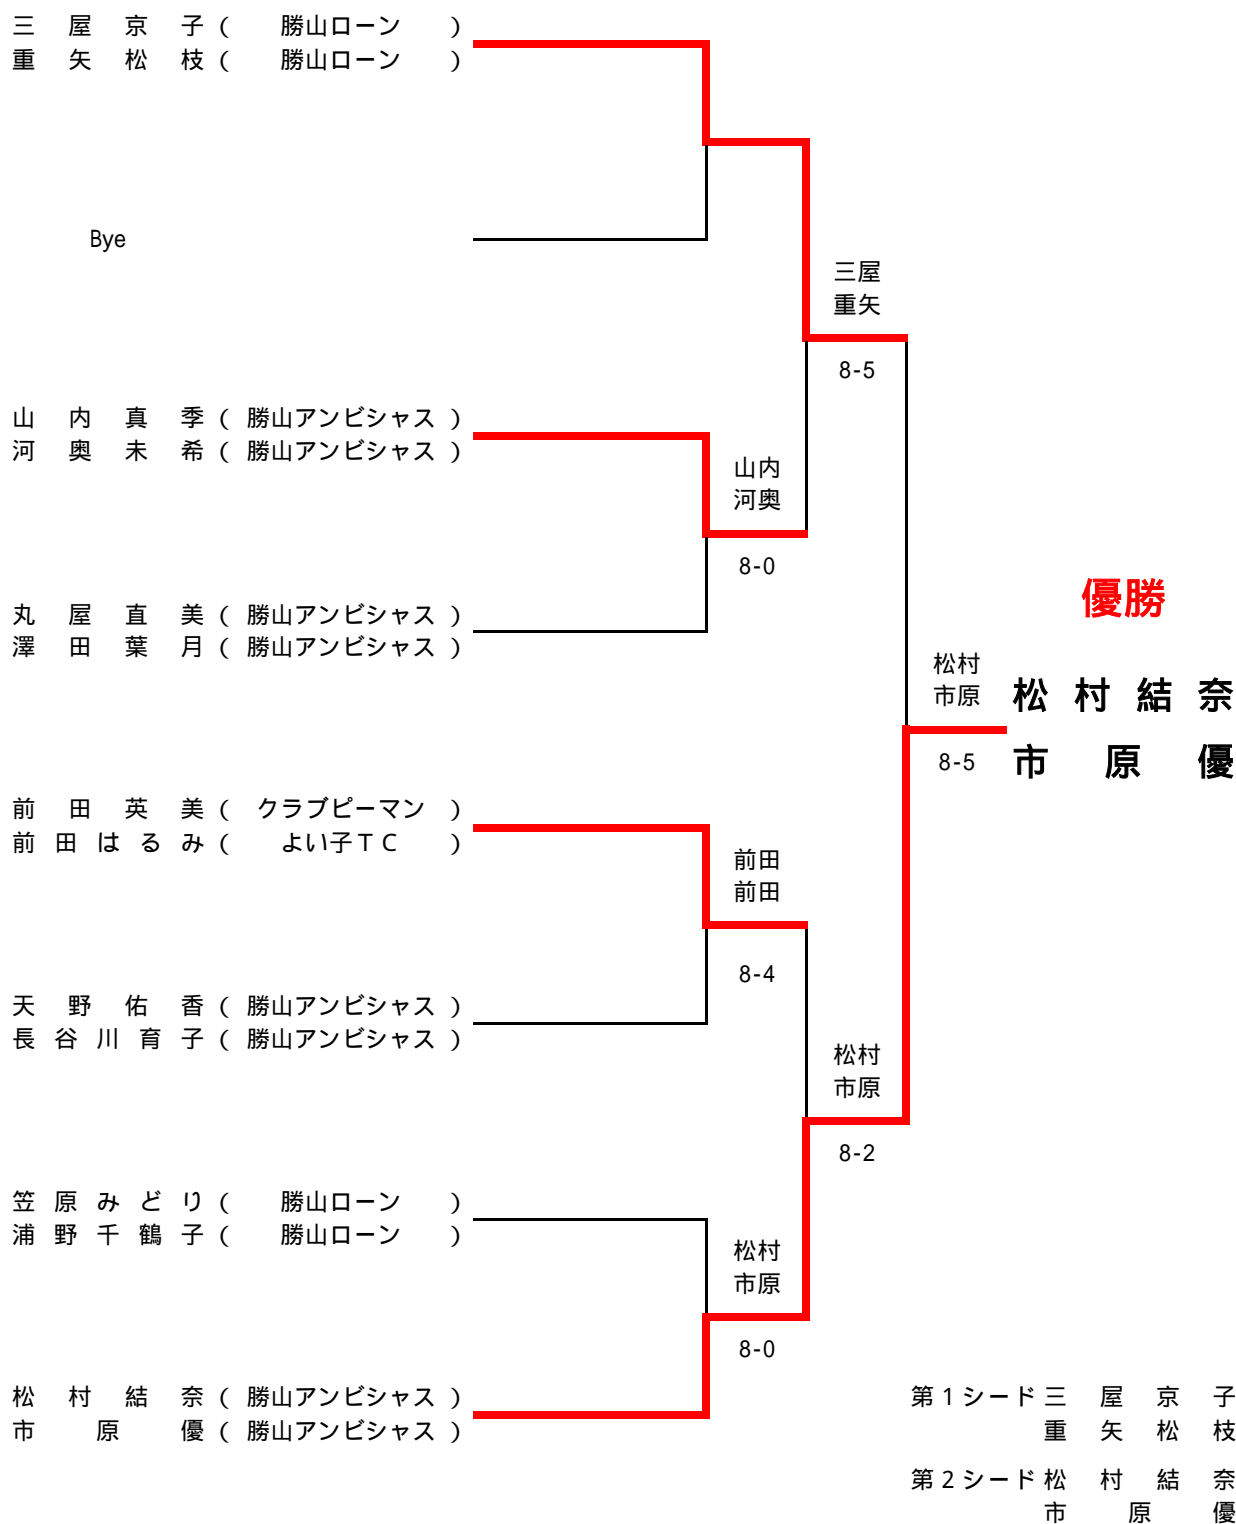 三屋京子(勝山ローン)
重矢松枝(勝山ローン)
Bye
三屋
重矢
8-5
山内真季(勝山アンビシャス)
河奥未希(勝山アンビシャス)
山内
河奥
8-0
丸屋直美(勝山アンビシャス)
澤田葉月(勝山アンビシャス)
優勝
松村
市原
松村結奈
市原優
8-5
前田英美(クラブピーマン)
前田はるみ(よい子TC)
前田
前田
8-4
天野佑香(勝山アンビシャス)
長谷川育子(勝山アンビシャス)
松村
市原
8-2
笠原みどり(勝山ローン)
浦野千鶴子(勝山ローン)
松村
市原
8-0
松村結奈(勝山アンビシャス)
市原優(勝山アンビシャス)
第1シード三屋京子
重矢松枝
第2シード松村結奈
市原優